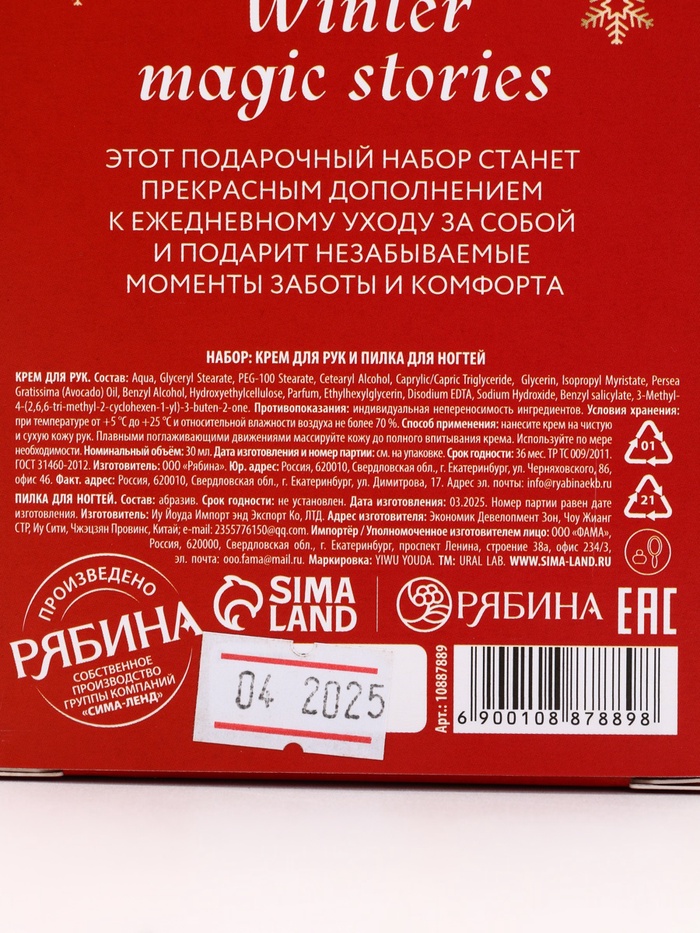 Winter
magic stories
ЭТОТ ПОДАРОЧНЫЙ НАБОР СТАНЕТ
ПРЕКРАСНЫМ ДОПОЛНЕНИЕМ
К ЕЖЕДНЕВНОМУ УХОДУ ЗА СОБОЙ
И ПОДАРИТ НЕЗАБЫВАЕМЫЕ
МОМЕНТЫ ЗАБОТЫ И КОМФОРТА
НАБОР: КРЕМ ДЛЯ РУК И ПИЛКА ДЛЯ НОГТЕЙ
КРЕМ ДЛЯ РУК. Состав: Aqua, Glyceryl Stearate, PEG-100 Stearate, Cetearyl Alcohol, Caprylic/Capric Triglyceride, Glycerin, Isopropyl Myristate, Persea
Gratissima (Avocado) Oil, Benzyl Alcohol, Hydroxyethylcellulose, Parfum, Ethylhexylglycerin, Disodium EDTA, Sodium Hydroxide, Benzyl salicylate, 3-Methyl-
4-(2,6,6-tri-methyl-2-cyclohexen-1-yl)-3-buten-2-one. Противопоказания: индивидуальная непереносимость ингредиентов. Условия хранения:
при температуре от +5 °C до +25 °C и относительной влажности воздуха не более 70 %. Способ применения: нанесите крем на чистую
и сухую кожу рук. Плавными поглаживающими движениями массируйте кожу до полного впитывания крема. Используйте по мере
необходимости. Номинальный объём: 30 мл. Дата изготовления и номер партии: см. на упаковке. Срок годности: 36 мес. ТР ТС 009/2011.
ГОСТ 31460-2012. Изготовитель: ООО «Рябина». Юр. адрес: Россия, 620010, Свердловская обл., г. Екатеринбург, ул. Черняховского, 86,
офис 46. Факт. адрес: Россия, 620010, Свердловская обл., г. Екатеринбург, ул. Димитрова, 17. Адрес эл. почты: info@ryabinaekb.ru
ПИЛКА ДЛЯ НОГТЕЙ. Состав: абразив. Срок годности: не установлен. Дата изготовления: 03.2025. Номер партии равен дате
изготовления. Изготовитель: Иу Йоуда Импорт энд Экспорт Ко, ЛТД. Адрес изготовителя: Экономик Девелопмент Зон, Чоу Жианг
СТР, Иу Сити, Чжэцзян Провинс, Китай; e-mail: 2355776150@qq.com. Импортёр / Уполномоченное изготовителем лицо: ООО «ФАМА»,
Россия, 620000, Свердловская обл., г. Екатеринбург, проспект Ленина, строение 38а, офис 234/3,
эл. почта: ooo.fama@mail.ru. Маркировка: YIWU YOUDA. ТМ: URAL LAB. WWW.SIMA-LAND.RU
01
21
ПРОИЗВЕДЕНО
РЯБИНА
СОБСТВЕННОЕ
ПРОИЗВОДСТВО
ГРУППЫ КОМПАНИЙ
«СИМА-ЛЕНД»
SIMA
LAND
РЯБИНА
EAC
04 2025
Арт.: 10887889
6 900108 878898